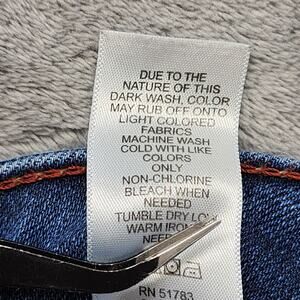 DUE TO THE
NATURE OF THIS
DARK WASH, COLOR
MAY RUB OFF ONTO
LIGHT COLORED
FABRICS
MACHINE WASH
COLD WITH LIKE
COLORS
ONLY
NON-CHLORINE
BLEACH WHEN
NEEDED
TUMBLE DRY LOW
WARM IRON
RN 51783